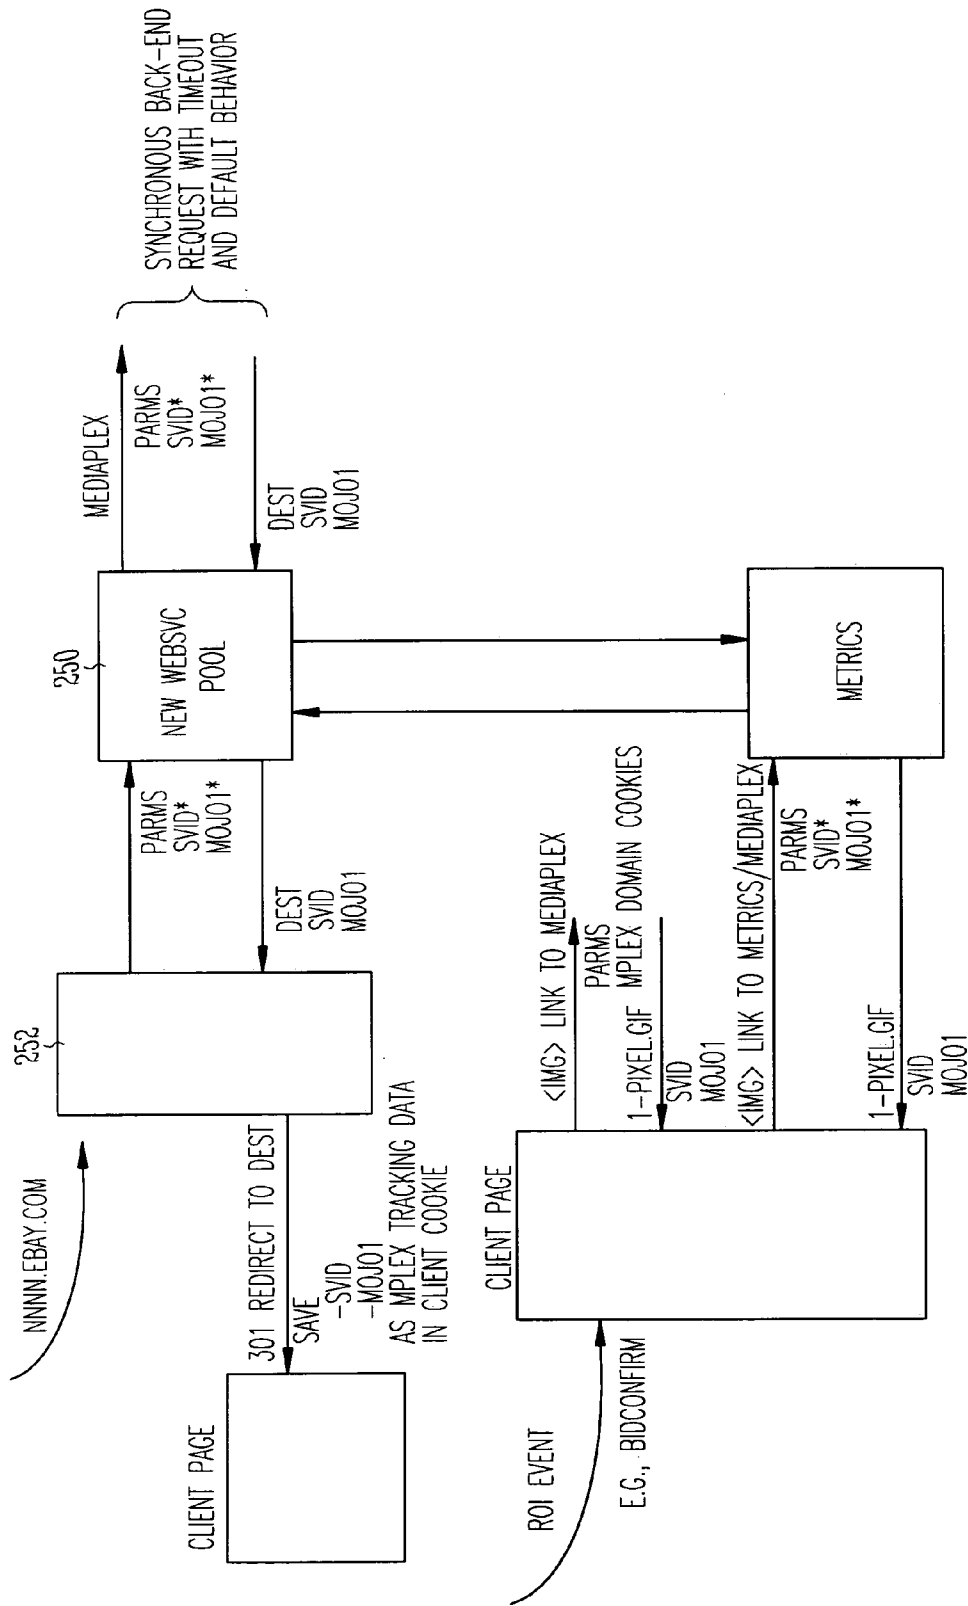 NNNN.EBAY.COM
252
250
CLIENT PAGE
301 REDIRECT TO DEST
SAVE
-SVID
-MOJO1
AS MPLEX TRACKING DATA
IN CLIENT COOKIE
PARMS
SVID*
MOJO1*
DEST
SVID
MOJO1
NEW WEBSVC
POOL
MEDIAPLEX
PARMS
SVID*
MOJO1*
DEST
SVID
MOJO1
SYNCHRONOUS BACK-END
REQUEST WITH TIMEOUT
AND DEFAULT BEHAVIOR
ROI EVENT
E.G., BIDCONFIRM
CLIENT PAGE
<IMG> LINK TO MEDIAPLEX
PARMS
MPLEX DOMAIN COOKIES
1-PIXEL.GIF
SVID
MOJO1
<IMG> LINK TO METRICS/MEDIAPLEX
PARMS
SVID*
MOJO1*
1-PIXEL.GIF
SVID
MOJO1
METRICS